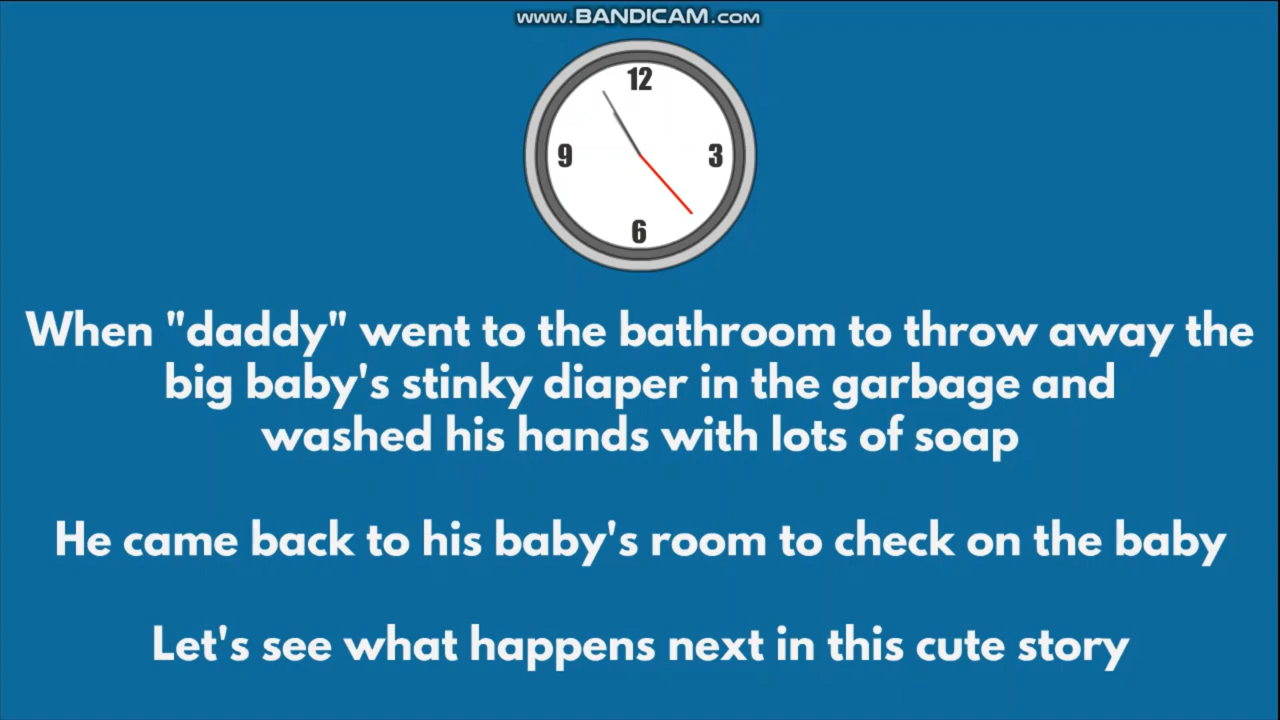 www.BANDICAM.com
12
9
3
6
When "daddy" went to the bathroom to throw away the
big baby's stinky diaper in the garbage and
washed his hands with lots of soap
He came back to his baby's room to check on the baby
Let's see what happens next in this cute story